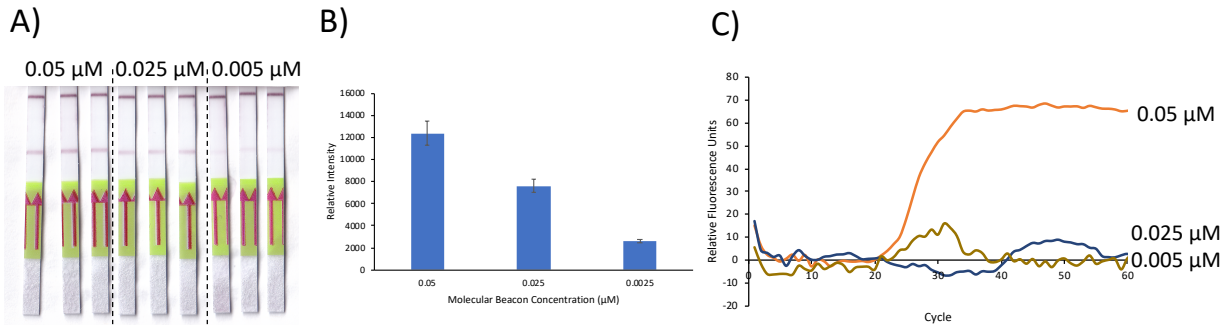 A)
0.05 µM 0.025 µM 0.005 µM
B)
16000
14000
12000
10000
8000
6000
4000
2000
0
Relative Intensity
0.05 0.025 0.0025
Molecular Beacon Concentration (µM)
C)
80
70
60
50
40
30
20
10
0
-10
-20
Relative Fluorescence Units
0 10 20 30 40 50 60
Cycle
0.05 µM
0.025 µM
0.005 µM